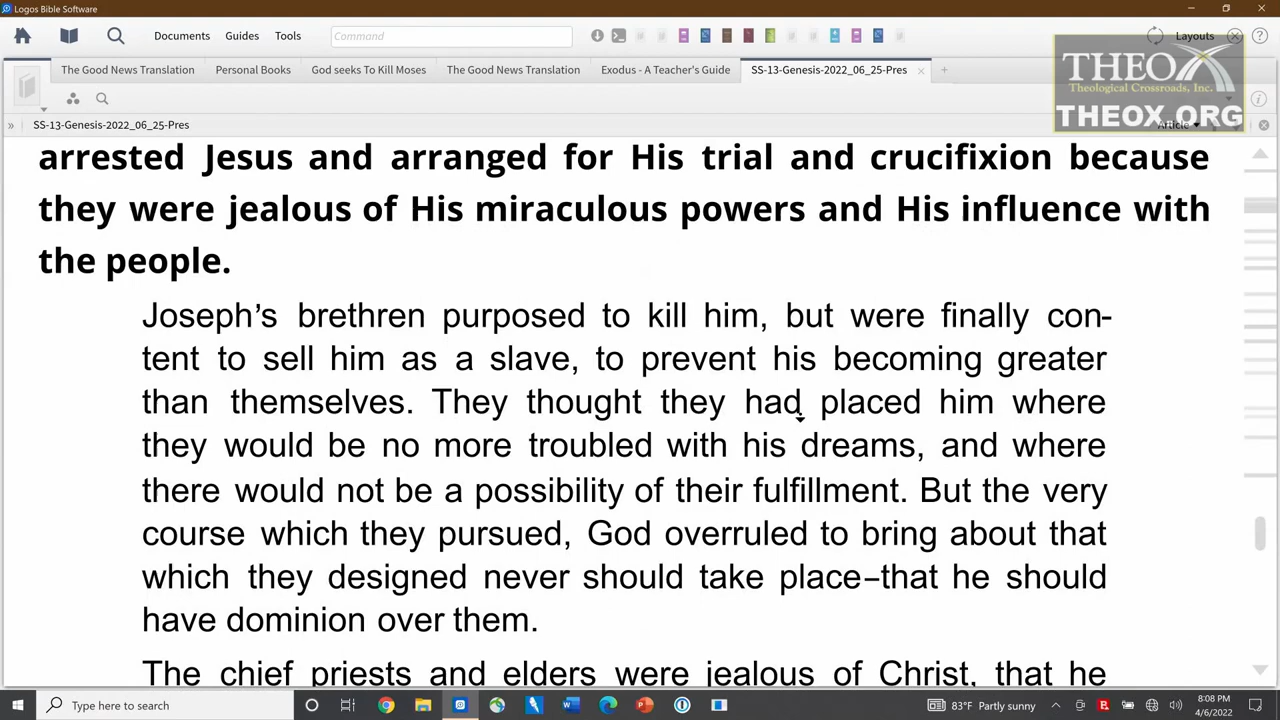 Logos Bible Software
Documents Guides Tools Command Layouts
The Good News Translation Personal Books God seeks To Kill Moses The Good News Translation Exodus - A Teacher's Guide SS-13-Genesis-2022_06_25-Pres
THEOX
Theological Crossroads, Inc.
THEOX.ORG
SS-13-Genesis-2022_06_25-Pres Article
arrested Jesus and arranged for His trial and crucifixion because
they were jealous of His miraculous powers and His influence with
the people.
Joseph's brethren purposed to kill him, but were finally con-
tent to sell him as a slave, to prevent his becoming greater
than themselves. They thought they had placed him where
they would be no more troubled with his dreams, and where
there would not be a possibility of their fulfillment. But the very
course which they pursued, God overruled to bring about that
which they designed never should take place–that he should
have dominion over them.
The chief priests and elders were jealous of Christ, that he
Type here to search
83°F Partly sunny
8:08 PM
4/6/2022